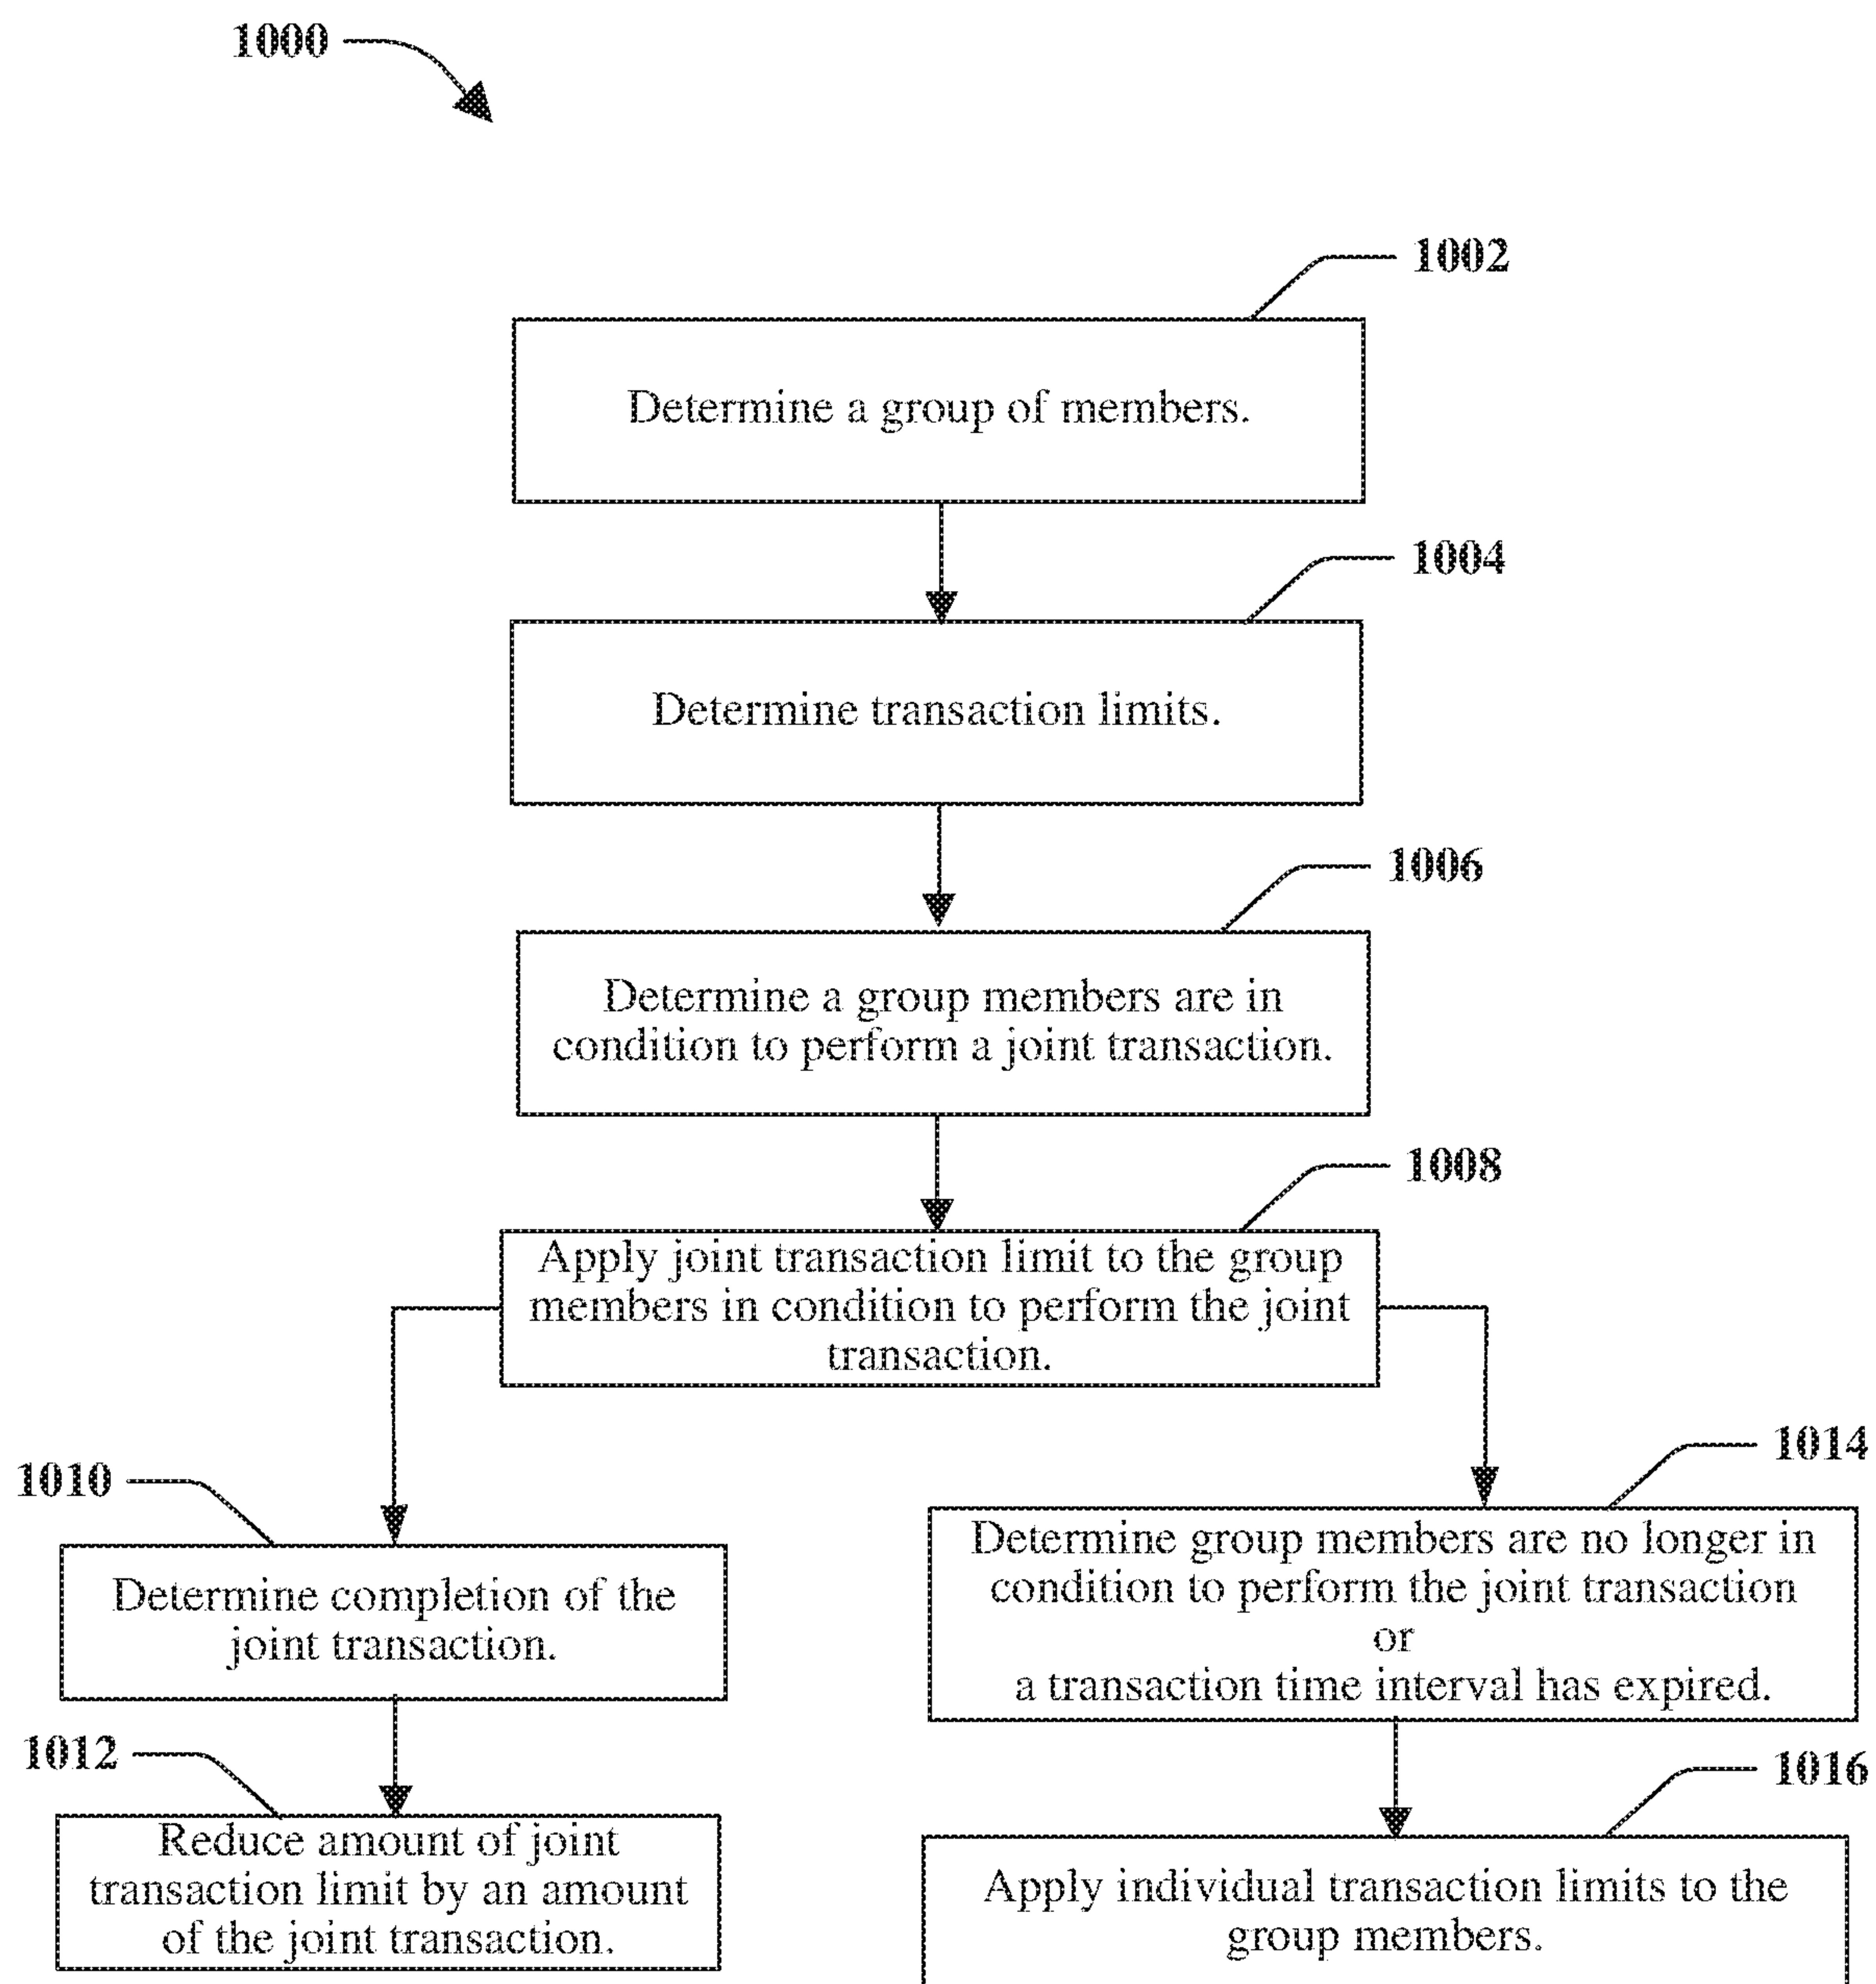 1000
1002
Determine a group of members.
1004
Determine transaction limits.
1006
Determine a group members are in
condition to perform a joint transaction.
1008
Apply joint transaction limit to the group
members in condition to perform the joint
transaction.
1010
Determine completion of the
joint transaction.
1012
Reduce amount of joint
transaction limit by an amount
of the joint transaction.
1014
Determine group members are no longer in
condition to perform the joint transaction
or
a transaction time interval has expired.
1016
Apply individual transaction limits to the
group members.